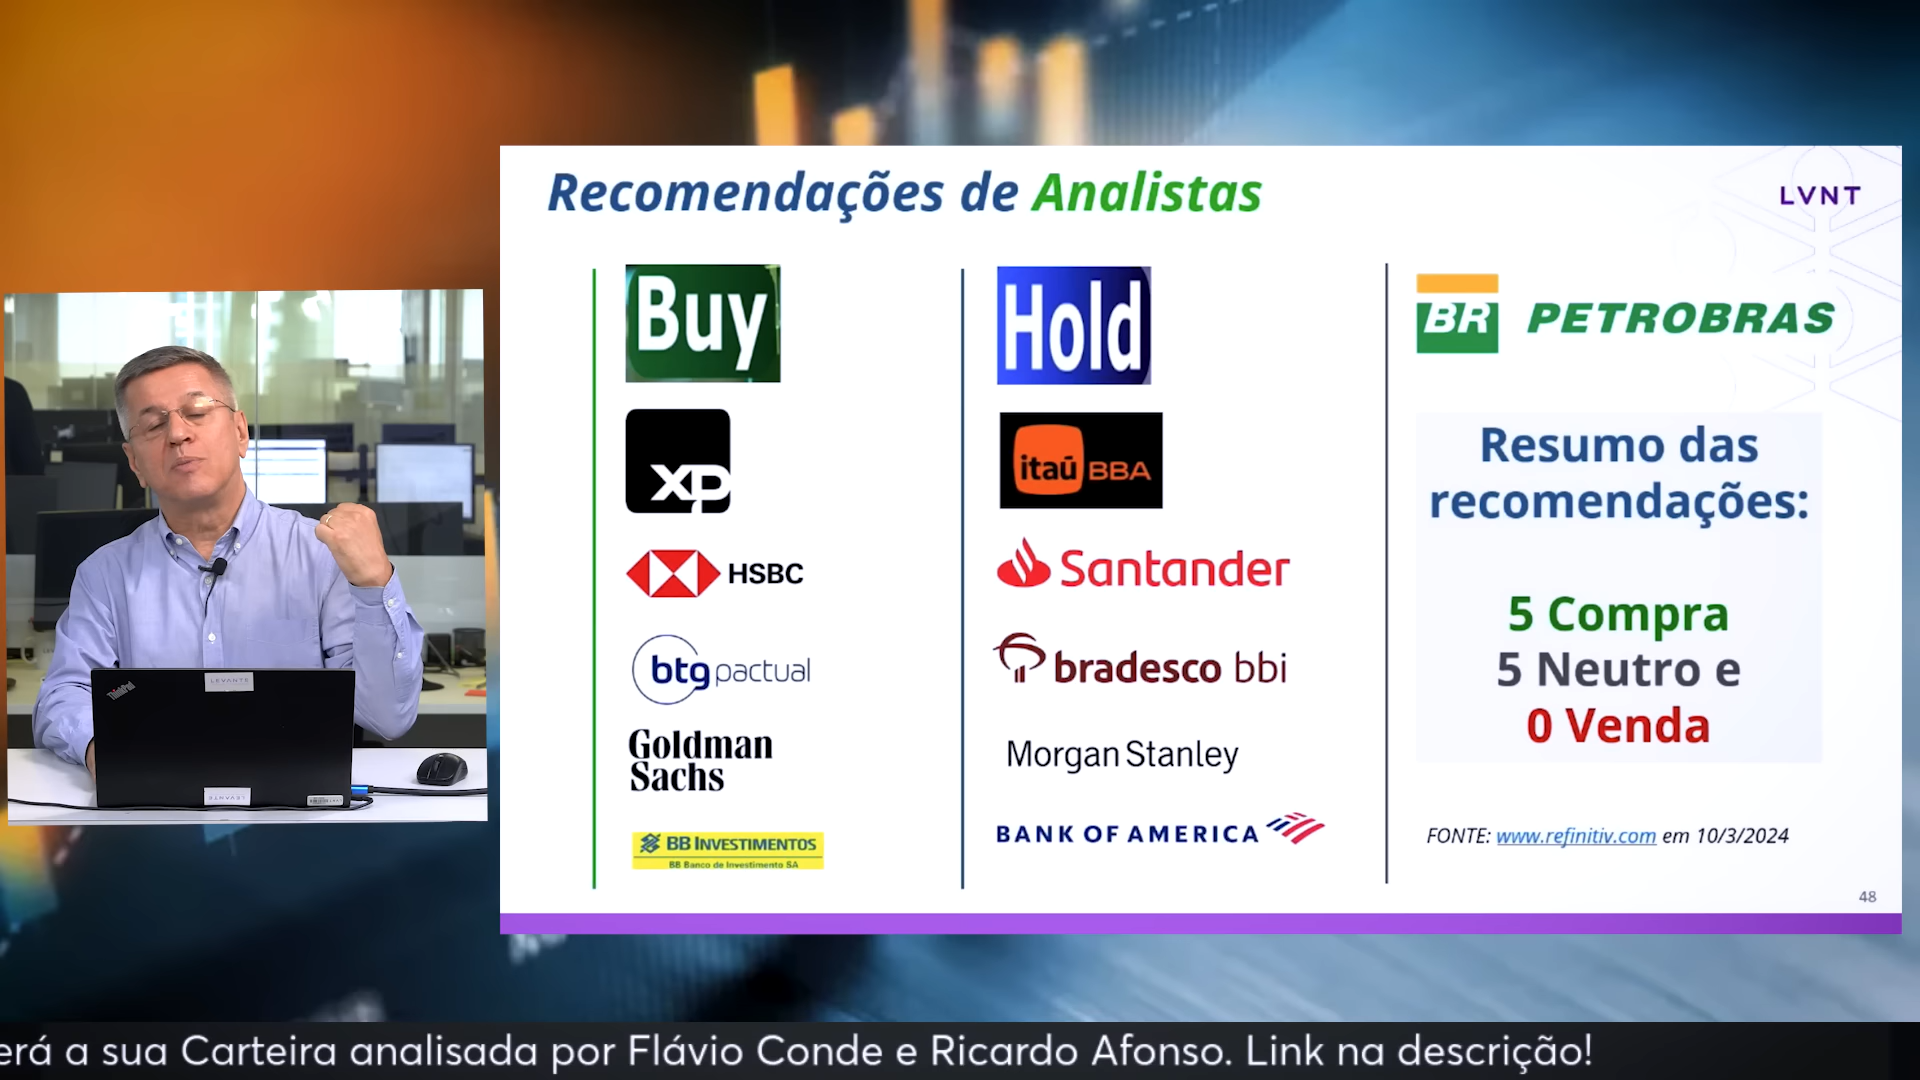 Recomendações de Analistas
LVNT
Buy
XP
HSBC
btg pactual
Goldman
Sachs
BB INVESTIMENTOS
BB Banco de Investimento SA
Hold
itaú BBA
Santander
bradesco bbi
Morgan Stanley
BANK OF AMERICA
BR PETROBRAS
Resumo das
recomendações:
5 Compra
5 Neutro e
0 Venda
FONTE: www.refinitiv.com em 10/3/2024
48
ThinkPad
LEVANTE
LEVANTE
erá a sua Carteira analisada por Flávio Conde e Ricardo Afonso. Link na descrição!